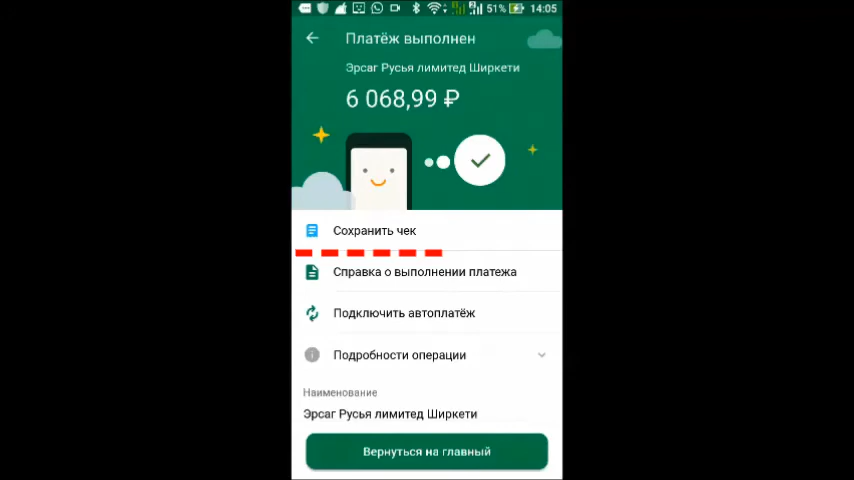 51% 14:05
Платёж выполнен
Эрсаг Русья лимитед Ширкети
6 068,99 ₽
Сохранить чек
Справка о выполнении платежа
Подключить автоплатёж
Подробности операции
Наименование
Эрсаг Русья лимитед Ширкети
Вернуться на главный